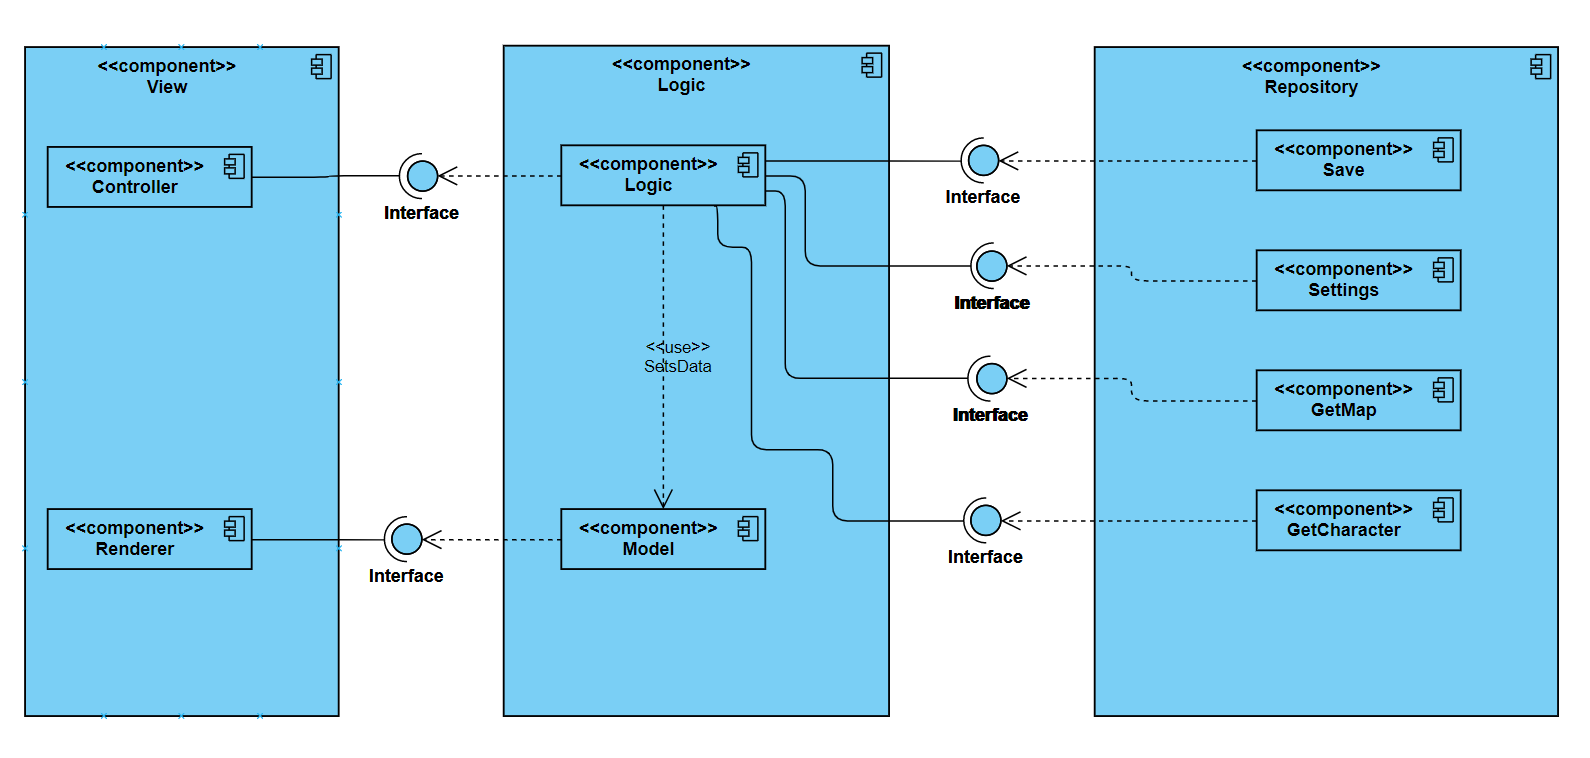 <<component>>
View
<<component>>
Controller
Interface
<<component>>
Renderer
Interface
<<component>>
Logic
<<component>>
Logic
<<use>>
SetsData
<<component>>
Model
Interface
Interface
Interface
Interface
<<component>>
Repository
<<component>>
Save
<<component>>
Settings
<<component>>
GetMap
<<component>>
GetCharacter